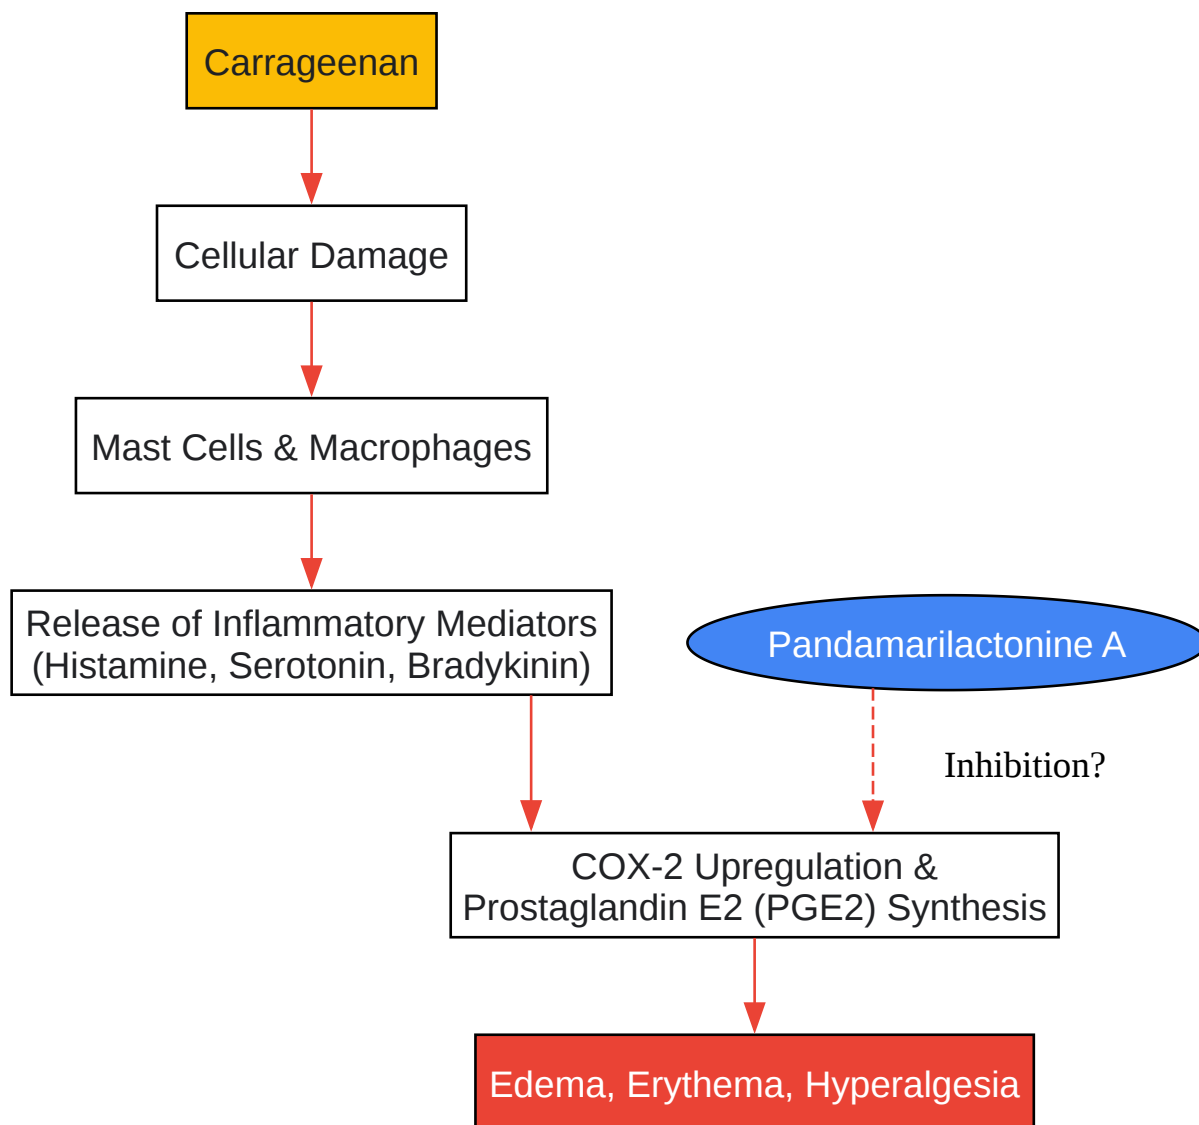 Carrageenan
Cellular Damage
Mast Cells & Macrophages
Release of Inflammatory Mediators
(Histamine, Serotonin, Bradykinin)
Pandamarilactonine A
Inhibition?
COX-2 Upregulation &
Prostaglandin E2 (PGE2) Synthesis
Edema, Erythema, Hyperalgesia